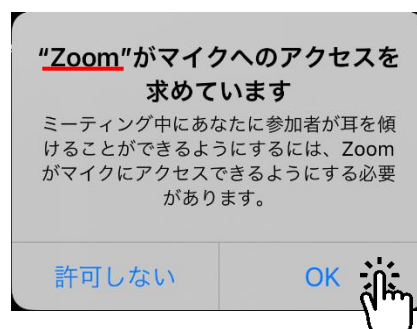 “Zoom”がマイクへのアクセスを
求めています
ミーティング中にあなたに参加者が耳を傾
けることができるようにするには、Zoom
がマイクにアクセスできるようにする必要
があります。
許可しない
OK